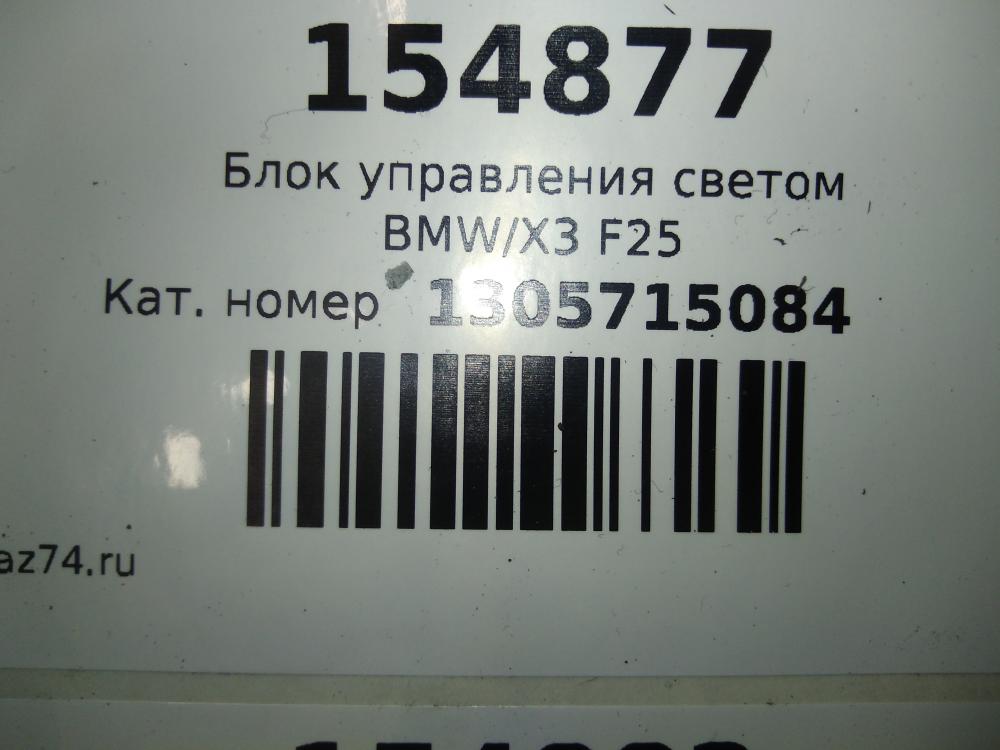 154877
Блок управления светом
BMW/X3 F25
Кат. номер 1305715084
az74.ru